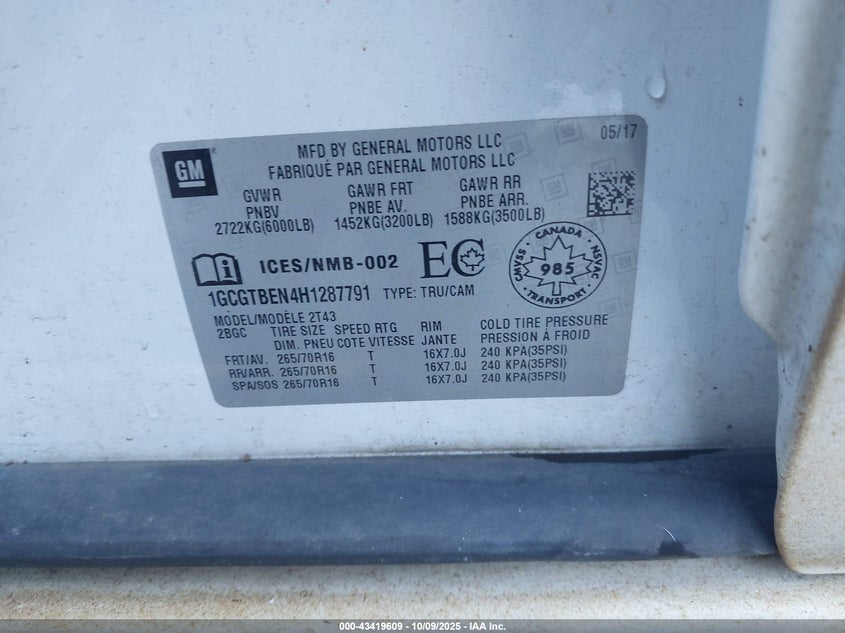 GM
MFD BY GENERAL MOTORS LLC
FABRIQUÉ PAR GENERAL MOTORS LLC
05/17
GVWR GAWR FRT GAWR RR
PNBV PNBE AV. PNBE ARR.
2722KG(6000LB) 1452KG(3200LB) 1588KG(3500LB)
ICES/NMB-002 EC
CANADA
CMVSS 985 NSVAC
TRANSPORT
1GCGTBEN4H1287791 TYPE: TRU/CAM
MODEL/MODÈLE 2T43
2BGC TIRE SIZE SPEED RTG RIM COLD TIRE PRESSURE
DIM. PNEU COTE VITESSE JANTE PRESSION À FROID
FRT/AV. 265/70R16 T 16X7.0J 240 KPA(35PSI)
RR/ARR. 265/70R16 T 16X7.0J 240 KPA(35PSI)
SPA/SOS 265/70R16 T 16X7.0J 240 KPA(35PSI)
000-43419609 - 10/09/2025 - IAA Inc.